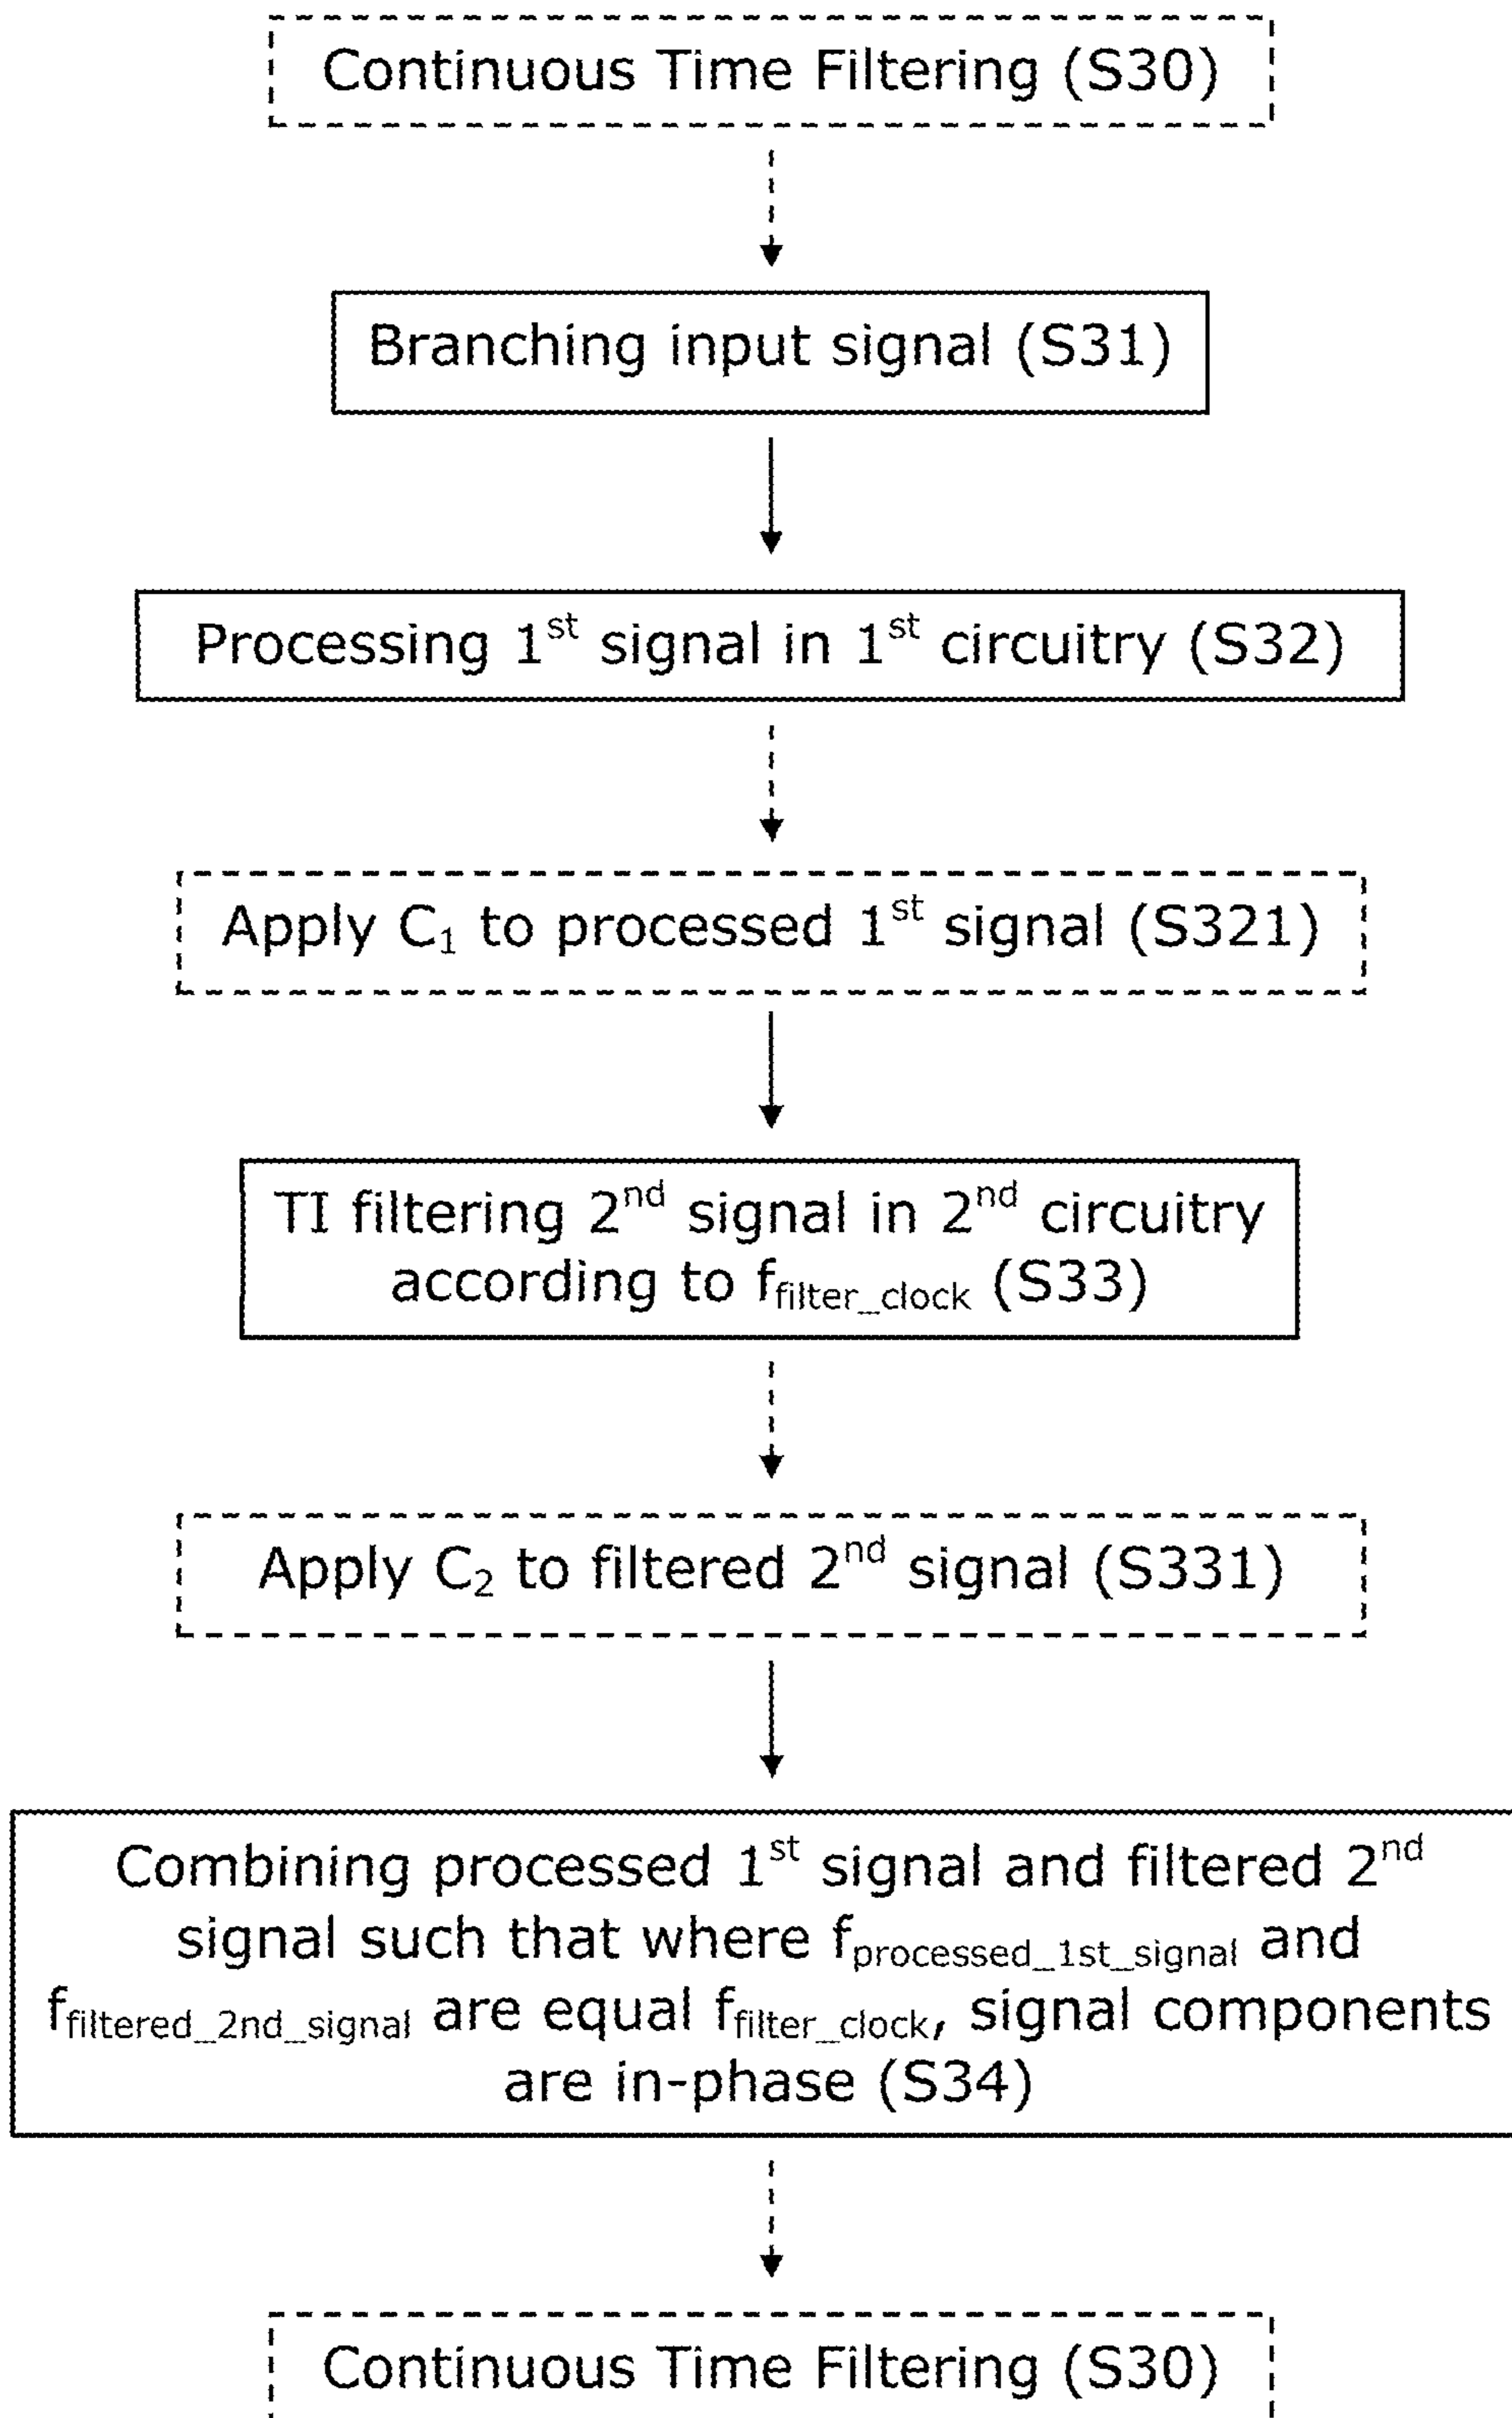 Continuous Time Filtering (S30)
Branching input signal (S31)
Processing 1st signal in 1st circuitry (S32)
Apply C1 to processed 1st signal (S321)
TI filtering 2nd signal in 2nd circuitry
according to ffilter_clock (S33)
Apply C2 to filtered 2nd signal (S331)
Combining processed 1st signal and filtered 2nd
signal such that where fprocessed_1st_signal and
ffiltered_2nd_signal are equal ffilter_clock, signal components
are in-phase (S34)
Continuous Time Filtering (S30)